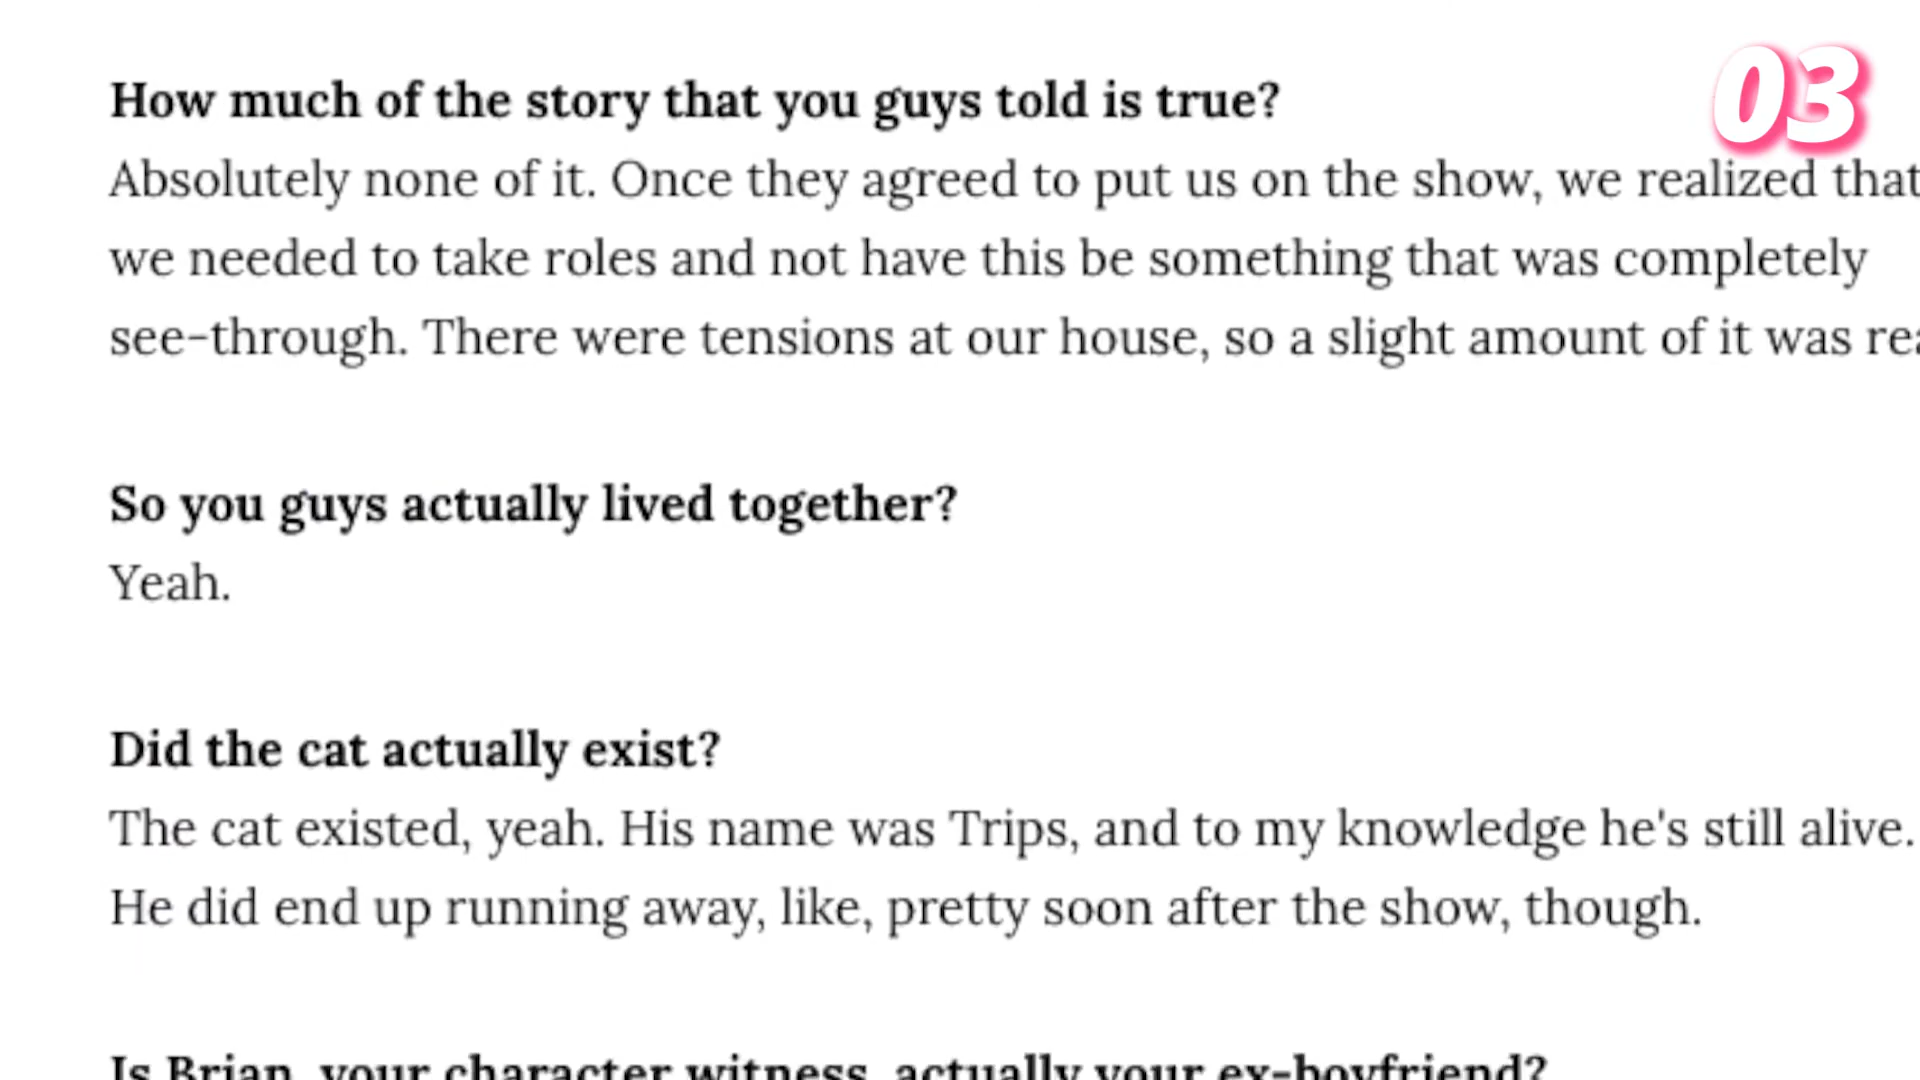 03
How much of the story that you guys told is true?
Absolutely none of it. Once they agreed to put us on the show, we realized that
we needed to take roles and not have this be something that was completely
see-through. There were tensions at our house, so a slight amount of it was rea
So you guys actually lived together?
Yeah.
Did the cat actually exist?
The cat existed, yeah. His name was Trips, and to my knowledge he's still alive.
He did end up running away, like, pretty soon after the show, though.
Is Brian, your character witness, actually your ex-boyfriend?